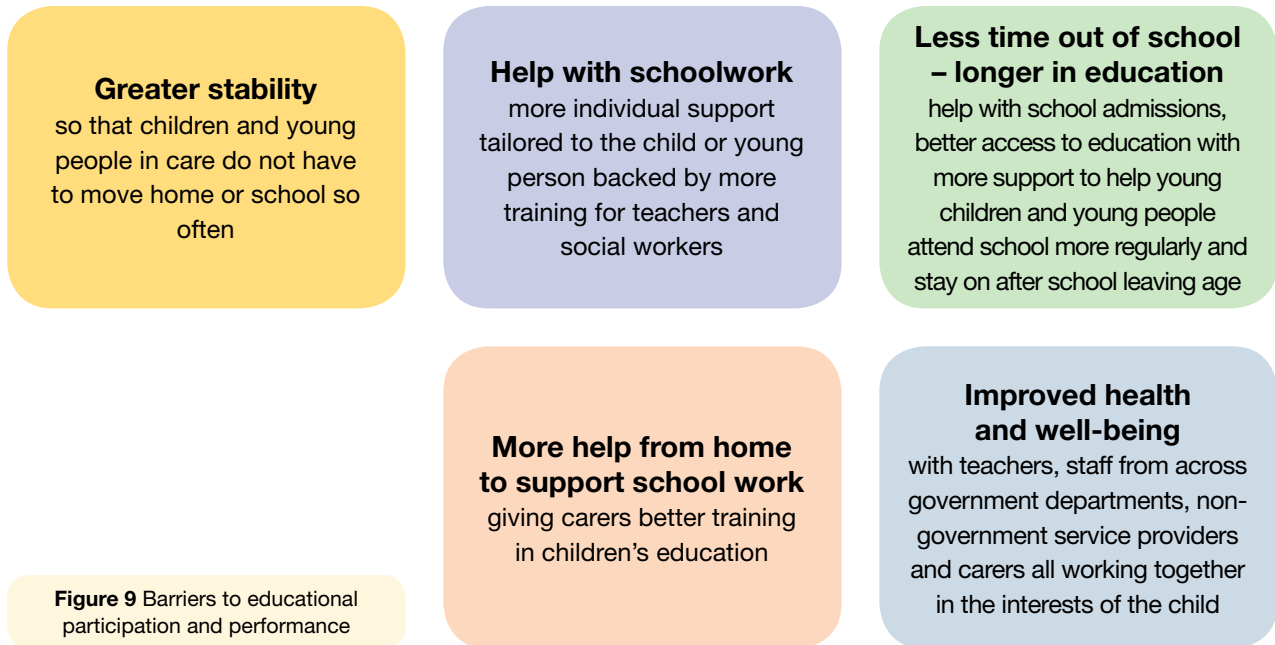 Greater stability
so that children and young
people in care do not have
to move home or school so
often
Help with schoolwork
more individual support
tailored to the child or young
person backed by more
training for teachers and
social workers
Less time out of school
– longer in education
help with school admissions,
better access to education with
more support to help young
children and young people
attend school more regularly and
stay on after school leaving age
More help from home
to support school work
giving carers better training
in children’s education
Improved health
and well-being
with teachers, staff from across
government departments, non-
government service providers
and carers all working together
in the interests of the child
Figure 9 Barriers to educational
participation and performance